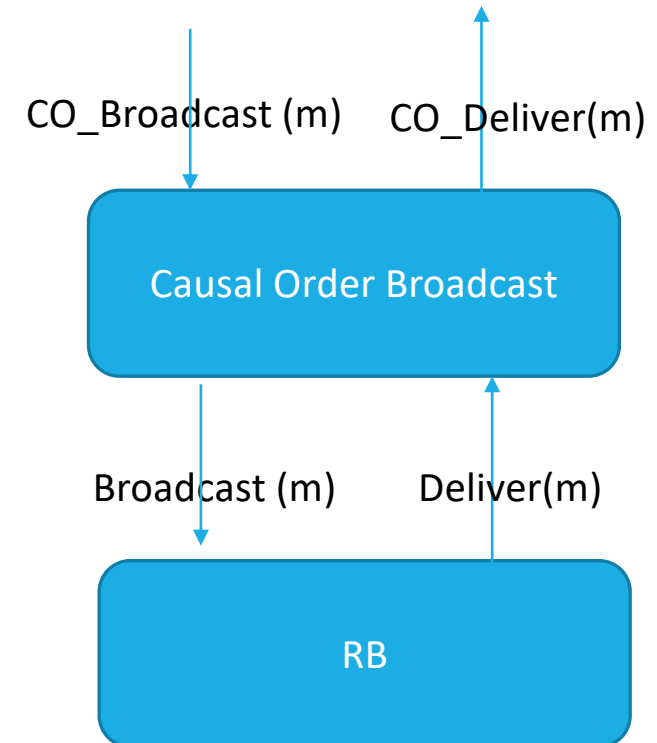 CO_Broadcast (m)
CO_Deliver(m)
Causal Order Broadcast
Broadcast (m)
Deliver(m)
RB